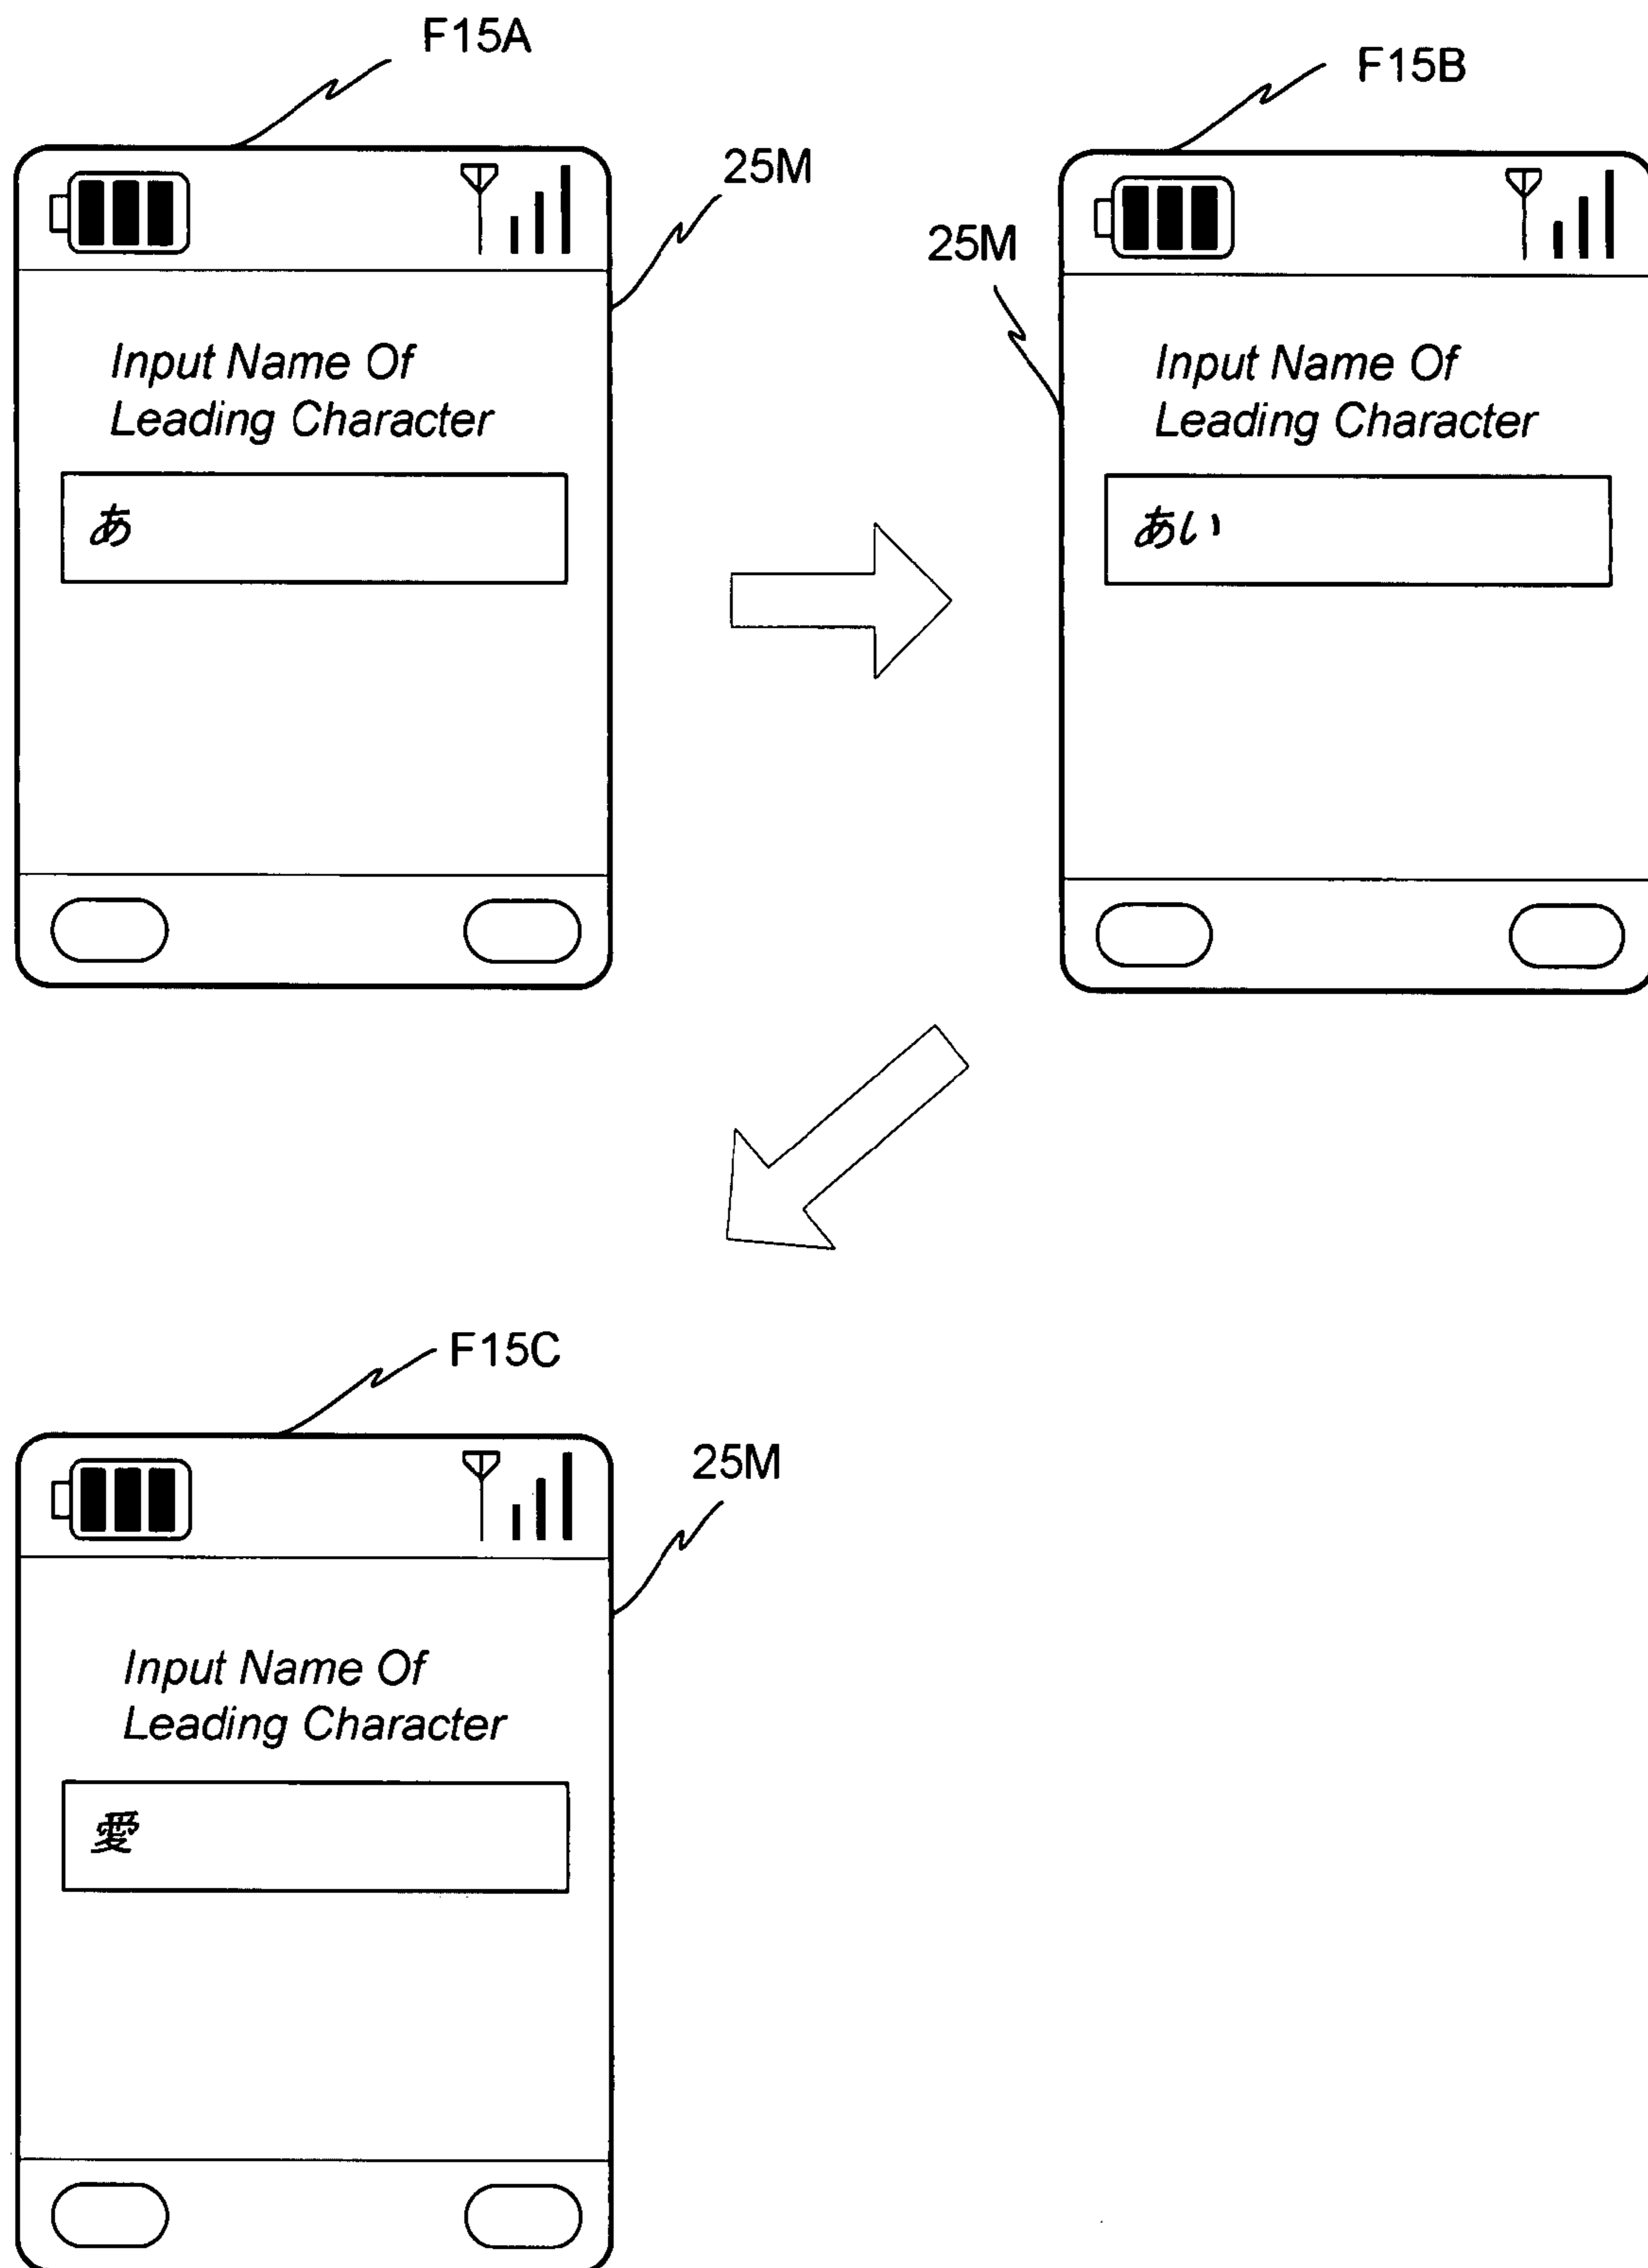 F15A
F15B
25M
25M
Input Name Of
Leading Character
あ
Input Name Of
Leading Character
あい
F15C
25M
Input Name Of
Leading Character
愛